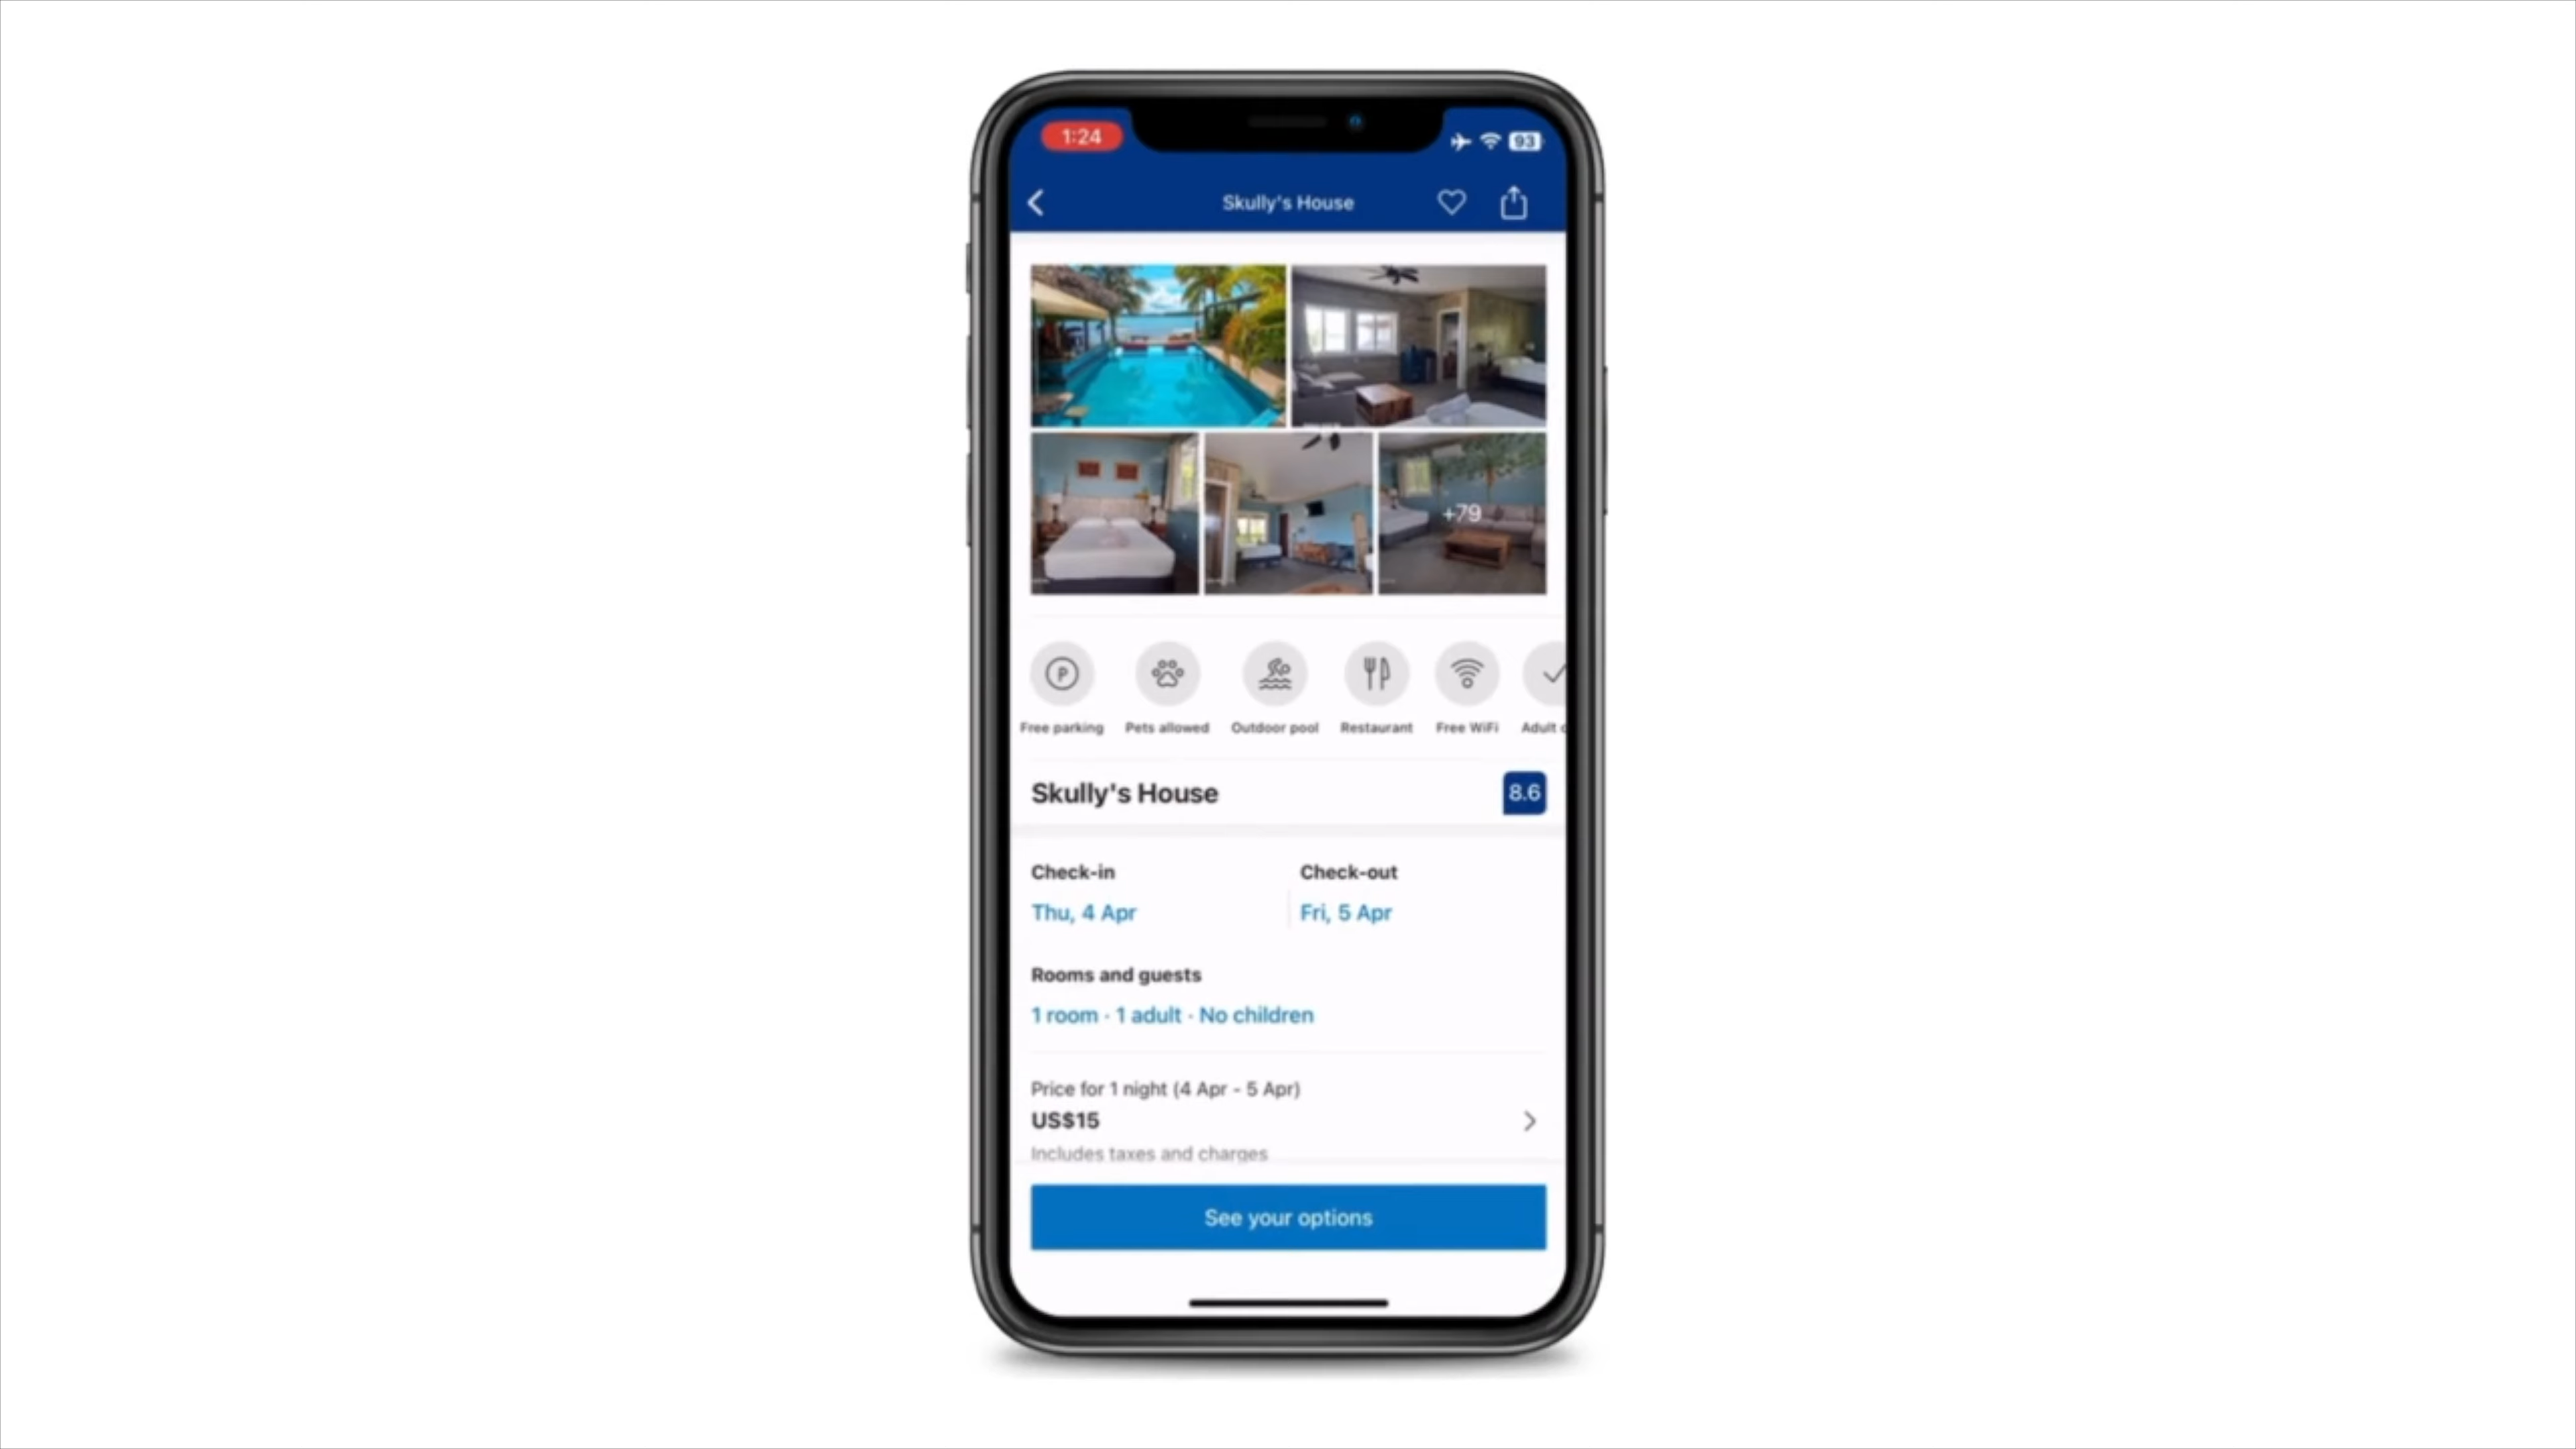 1:24
93
Skully's House
+79
Free parking
Pets allowed
Outdoor pool
Restaurant
Free WiFi
Adult
Skully's House
8.6
Check-in
Check-out
Thu, 4 Apr
Fri, 5 Apr
Rooms and guests
1 room · 1 adult · No children
Price for 1 night (4 Apr - 5 Apr)
US$15
Includes taxes and charges
See your options